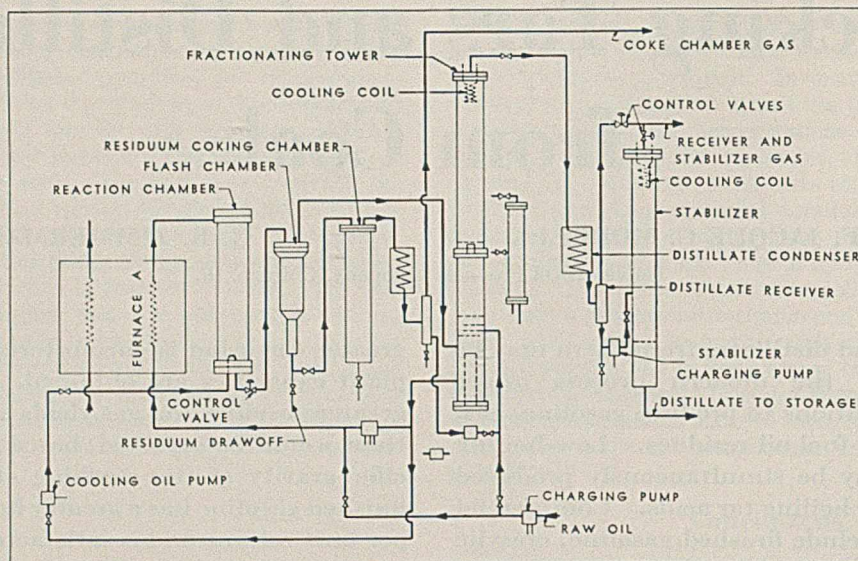 COKE CHAMBER GAS
FRACTIONATING TOWER
COOLING COIL
CONTROL VALVES
RESIDUUM COKING CHAMBER
FLASH CHAMBER
REACTION CHAMBER
RECEIVER AND
STABILIZER GAS
COOLING COIL
STABILIZER
DISTILLATE CONDENSER
FURNACE A
DISTILLATE RECEIVER
STABILIZER
CHARGING PUMP
CONTROL
VALVE
DISTILLATE TO STORAGE
RESIDUUM DRAWOFF
COOLING OIL PUMP
CHARGING PUMP
RAW OIL